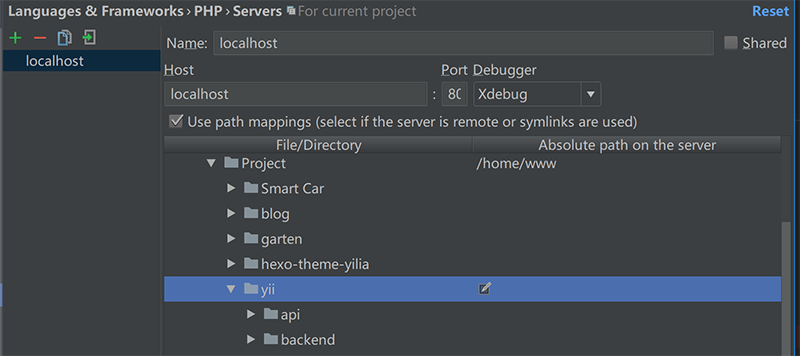 Languages & Frameworks › PHP › Servers For current project Reset
Name: localhost Shared
localhost
Host Port Debugger
localhost : 80 Xdebug
Use path mappings (select if the server is remote or symlinks are used)
File/Directory Absolute path on the server
Project /home/www
Smart Car
blog
garten
hexo-theme-yilia
yii
api
backend